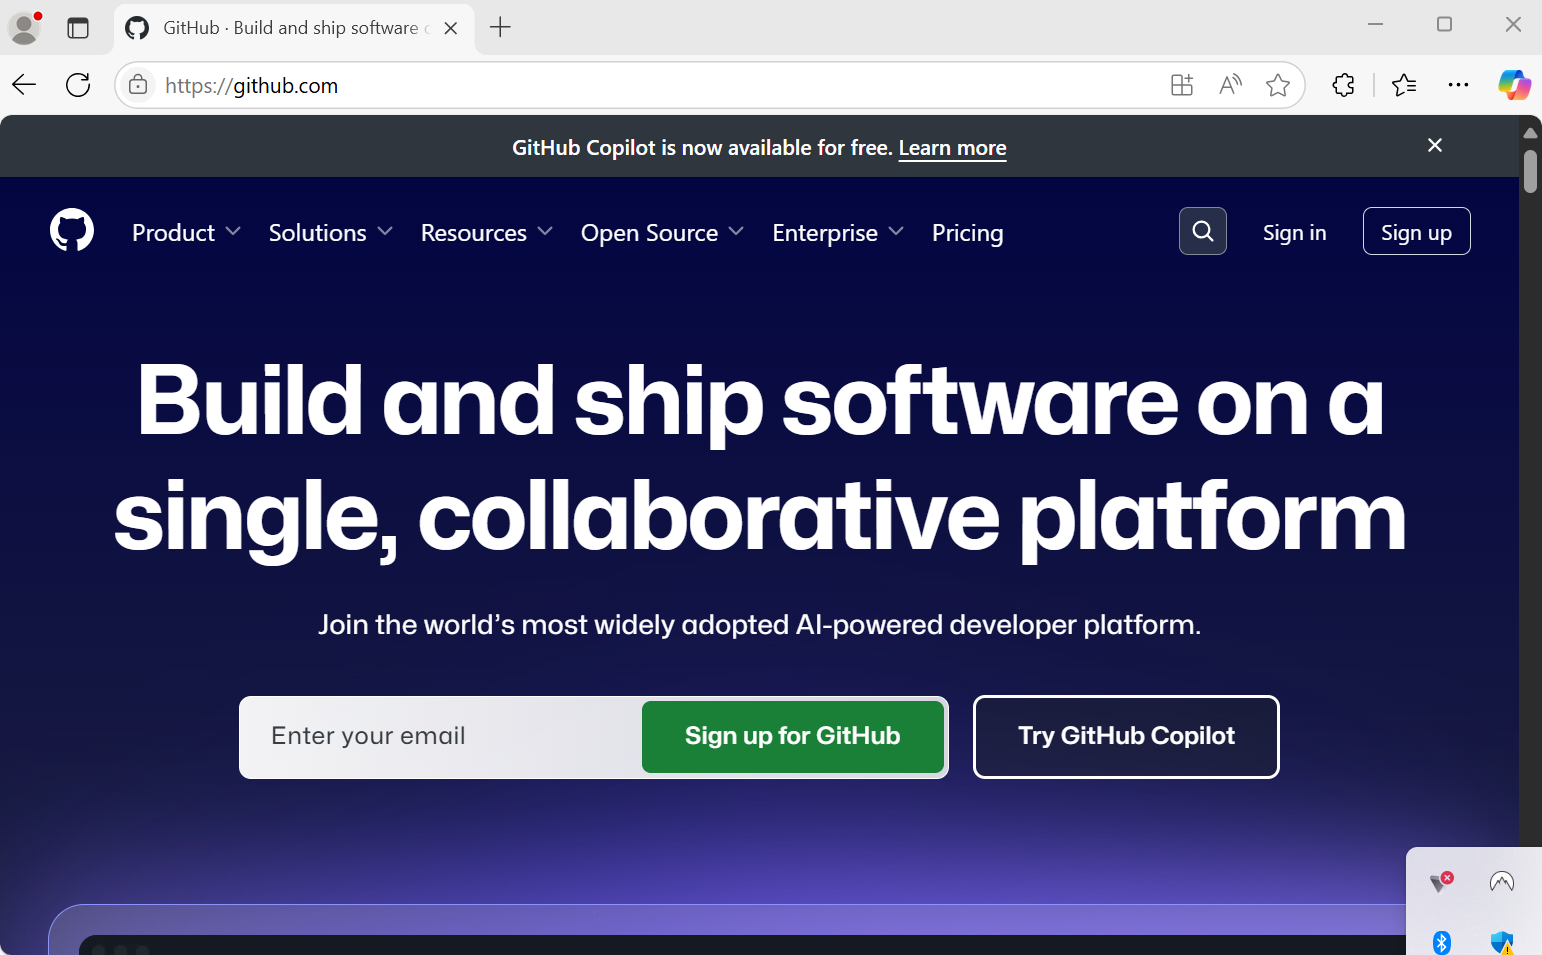 GitHub · Build and ship software
https://github.com
GitHub Copilot is now available for free. Learn more
Product Solutions Resources Open Source Enterprise Pricing Sign in Sign up
Build and ship software on a
single, collaborative platform
Join the world’s most widely adopted AI-powered developer platform.
Enter your email Sign up for GitHub Try GitHub Copilot